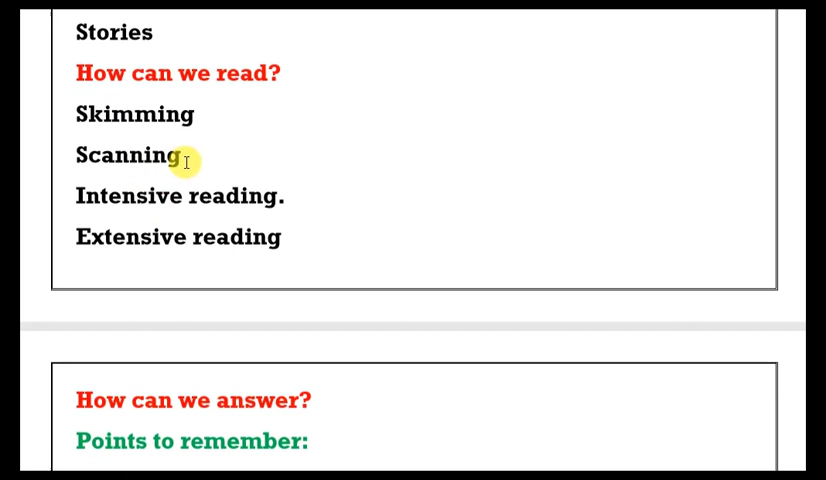 Stories
How can we read?
Skimming
Scanning
Intensive reading.
Extensive reading
How can we answer?
Points to remember: